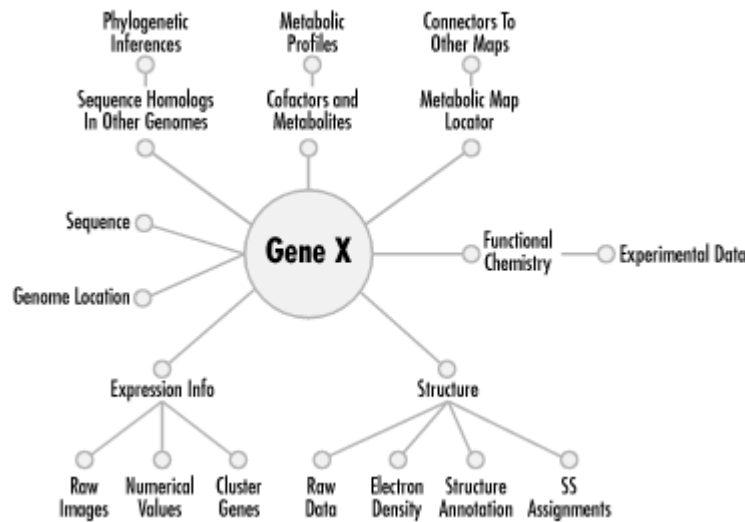 Phylogenetic
Inferences
Metabolic
Profiles
Connectors To
Other Maps
Sequence Homologs
In Other Genomes
Cofactors and
Metabolites
Metabolic Map
Locator
Sequence
Gene X
Functional
Chemistry
Experimental Data
Genome Location
Expression Info
Structure
Raw
Images
Numerical
Values
Cluster
Genes
Raw
Data
Electron
Density
Structure
Annotation
SS
Assignments